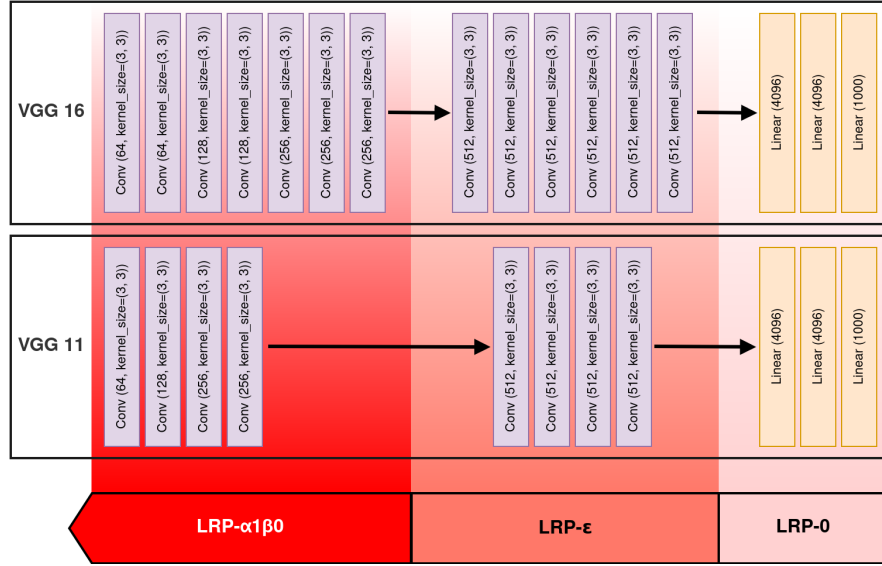 VGG 16
Conv (64, kernel_size=(3, 3))
Conv (64, kernel_size=(3, 3))
Conv (128, kernel_size=(3, 3))
Conv (128, kernel_size=(3, 3))
Conv (256, kernel_size=(3, 3))
Conv (256, kernel_size=(3, 3))
Conv (256, kernel_size=(3, 3))
Conv (512, kernel_size=(3, 3))
Conv (512, kernel_size=(3, 3))
Conv (512, kernel_size=(3, 3))
Conv (512, kernel_size=(3, 3))
Conv (512, kernel_size=(3, 3))
Conv (512, kernel_size=(3, 3))
Linear (4096)
Linear (4096)
Linear (1000)
VGG 11
Conv (64, kernel_size=(3, 3))
Conv (128, kernel_size=(3, 3))
Conv (256, kernel_size=(3, 3))
Conv (256, kernel_size=(3, 3))
Conv (512, kernel_size=(3, 3))
Conv (512, kernel_size=(3, 3))
Conv (512, kernel_size=(3, 3))
Conv (512, kernel_size=(3, 3))
Linear (4096)
Linear (4096)
Linear (1000)
LRP-α1β0
LRP-ε
LRP-0